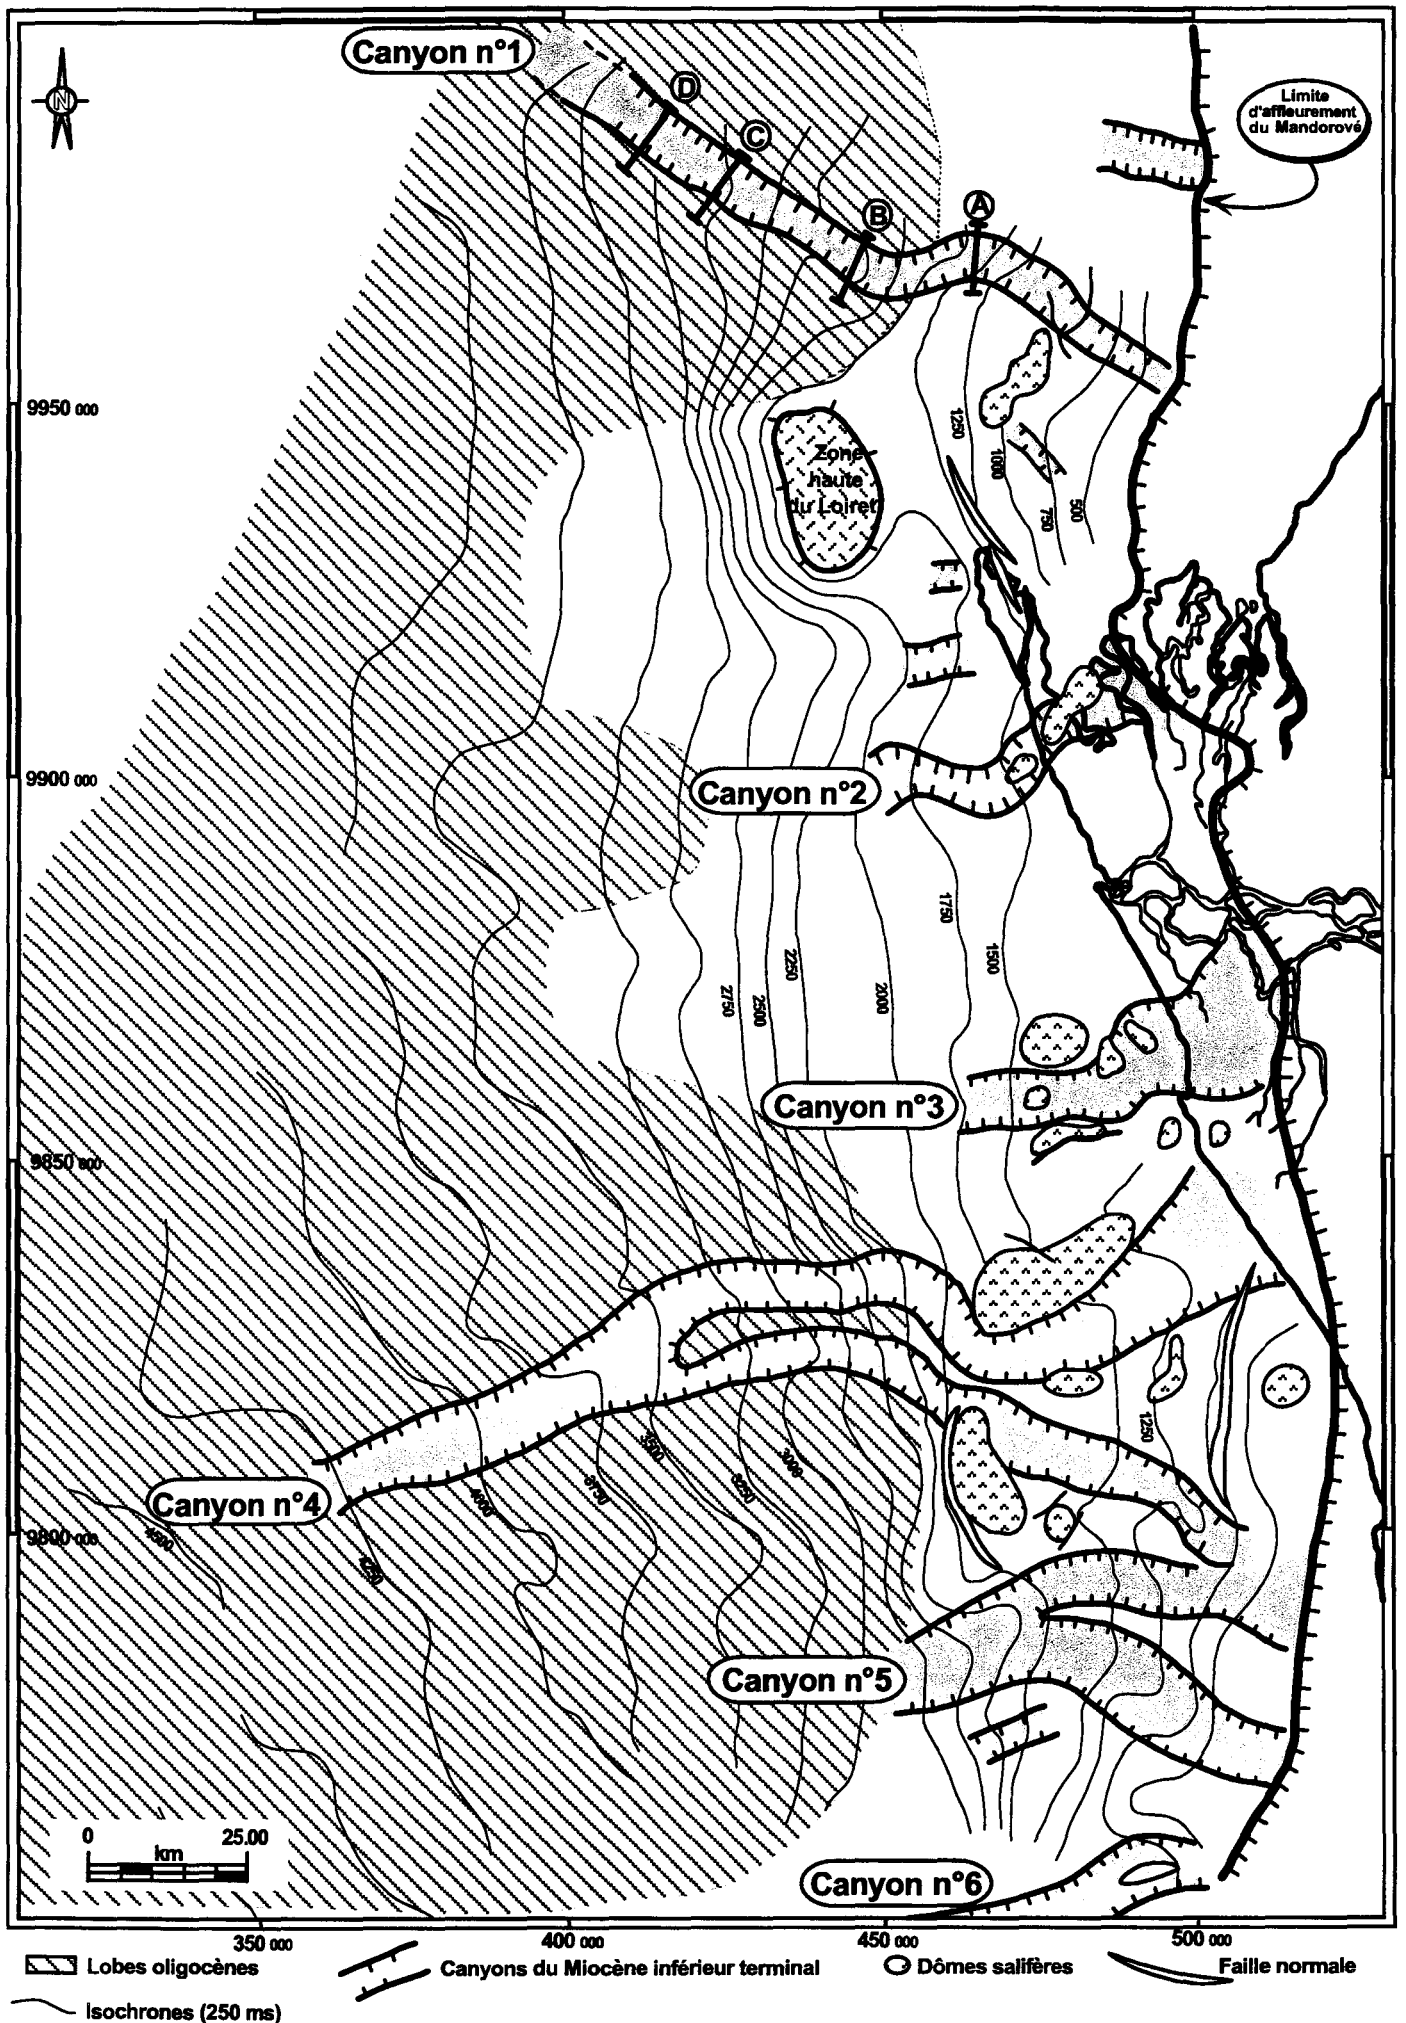 Canyon n°1
N
D
C
B
A
Limite
d'affleurement
du Mandorové
9950 000
1250
1000
750
500
Zone
haute
du Loiret
9900 000
Canyon n°2
1750
1500
2250
2000
2750
2500
Canyon n°3
9850 000
1250
3500
3000
3750
3250
4000
Canyon n°4
9800 000
4500
4250
Canyon n°5
0 25.00
km
Canyon n°6
350 000 400 000 450 000 500 000
Lobes oligocènes Canyons du Miocène inférieur terminal Dômes salifères Faille normale
Isochrones (250 ms)